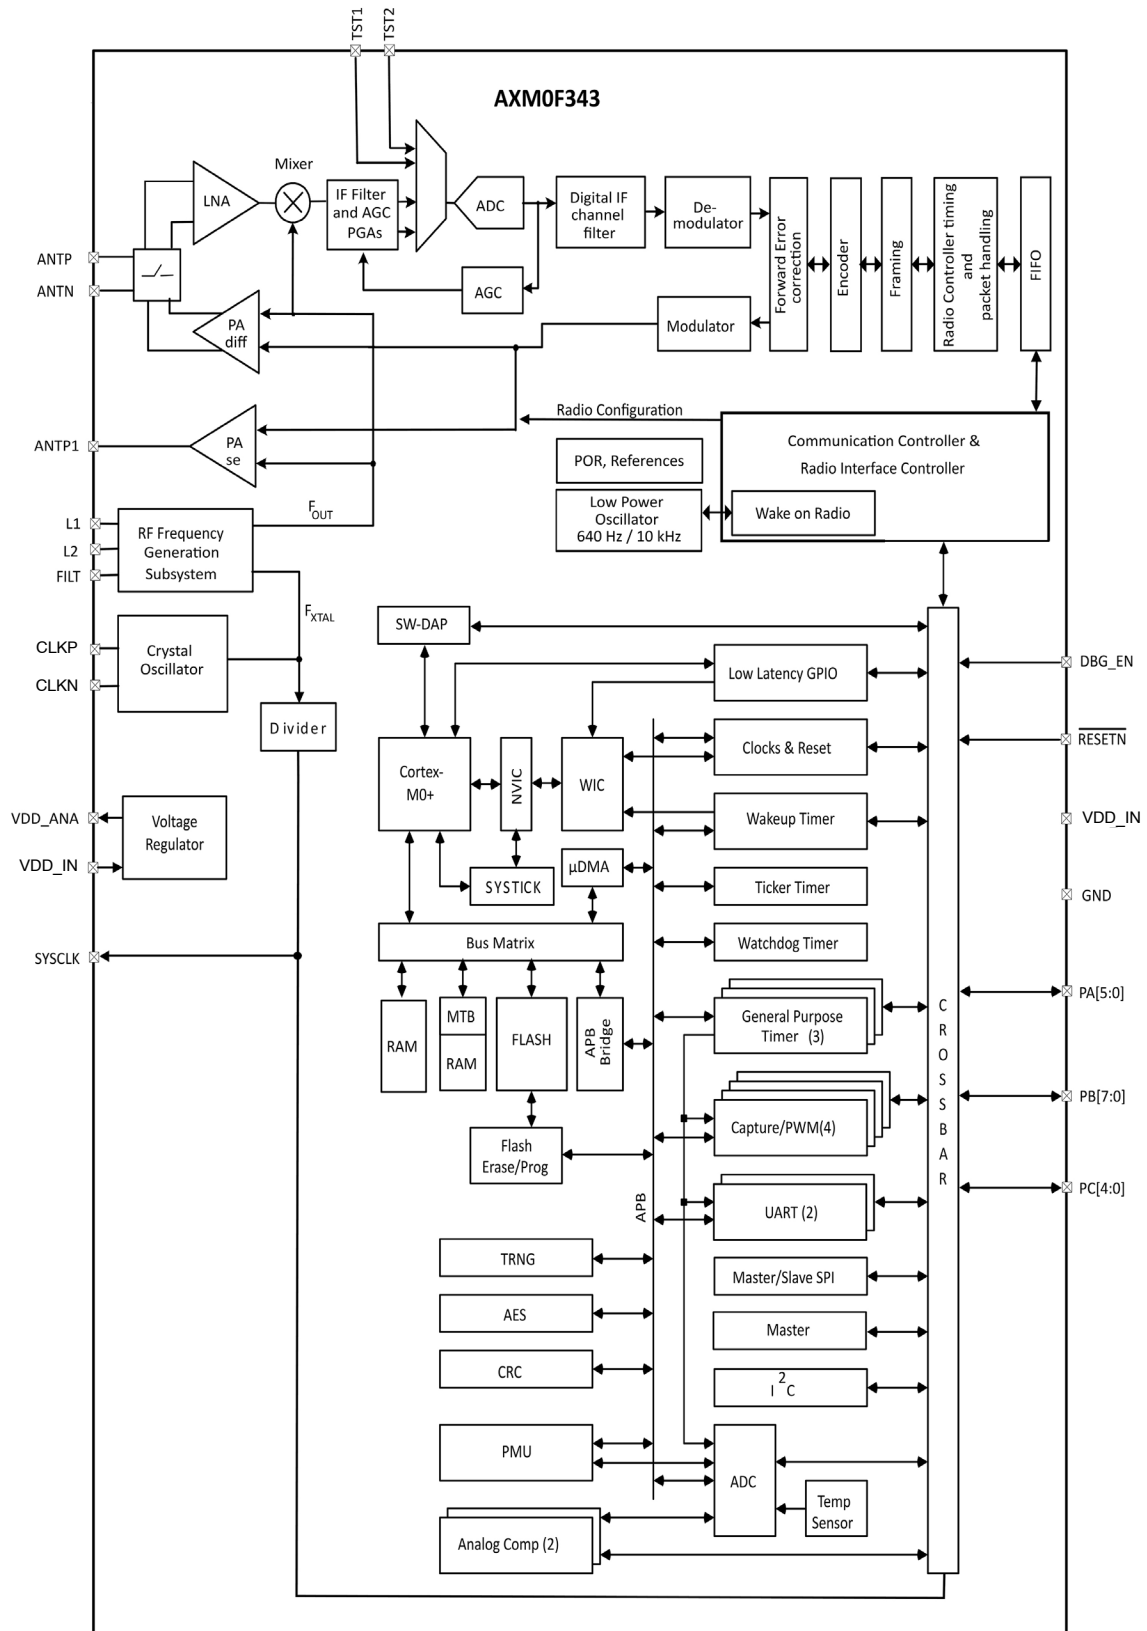 TST1
TST2
AXM0F343
Mixer
LNA
IF Filter
and AGC
PGAs
ADC
Digital IF
channel
filter
De-
modulator
Forward Error
correction
Encoder
Framing
Radio Controller timing
and
packet handling
FIFO
ANTP
ANTN
AGC
PA
diff
Modulator
Radio Configuration
ANTP1
PA
se
Communication Controller &
Radio Interface Controller
POR, References
Low Power
Oscillator
640 Hz / 10 kHz
Wake on Radio
L1
L2
FILT
RF Frequency
Generation
Subsystem
FOUT
FXTAL
CLKP
CLKN
Crystal
Oscillator
Divider
SW-DAP
Low Latency GPIO
DBG_EN
RESETN
Cortex-
M0+
NVIC
WIC
Clocks & Reset
VDD_ANA
VDD_IN
Voltage
Regulator
Wakeup Timer
VDD_IN
µDMA
SYSTICK
Ticker Timer
GND
Bus Matrix
Watchdog Timer
SYSCLK
RAM
MTB
RAM
FLASH
APB
Bridge
General Purpose
Timer (3)
PA[5:0]
CROSSBAR
Capture/PWM(4)
PB[7:0]
Flash
Erase/Prog
APB
UART (2)
PC[4:0]
TRNG
Master/Slave SPI
AES
Master
CRC
I2C
PMU
ADC
Temp
Sensor
Analog Comp (2)